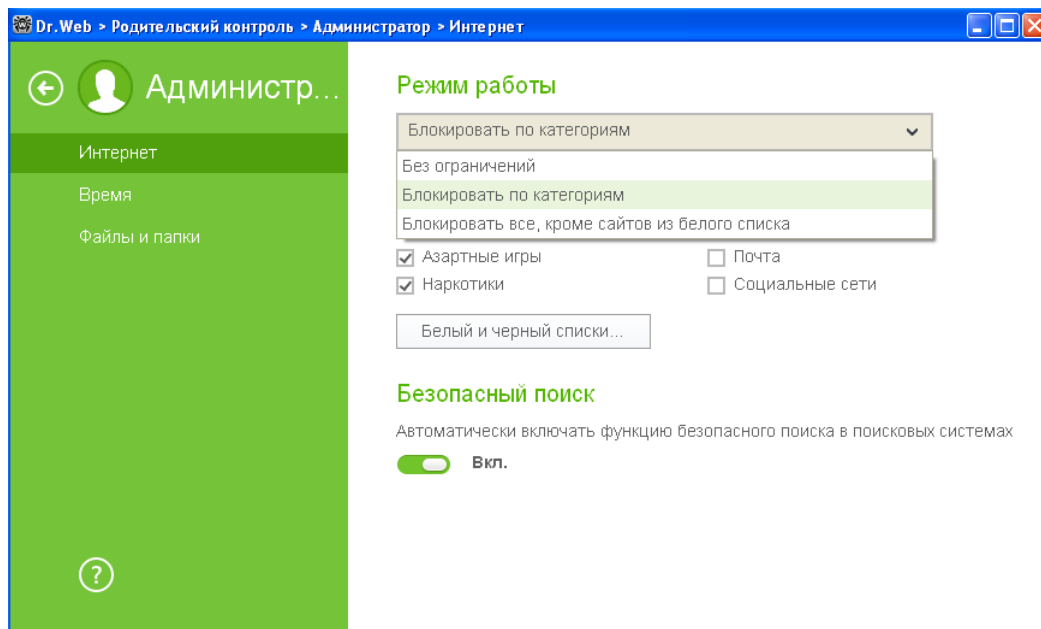 Dr.Web > Родительский контроль > Администратор > Интернет
Администр...
Интернет
Время
Файлы и папки
?
Режим работы
Блокировать по категориям
Без ограничений
Блокировать по категориям
Блокировать все, кроме сайтов из белого списка
Азартные игры
Почта
Наркотики
Социальные сети
Белый и черный списки...
Безопасный поиск
Автоматически включать функцию безопасного поиска в поисковых системах
Вкл.